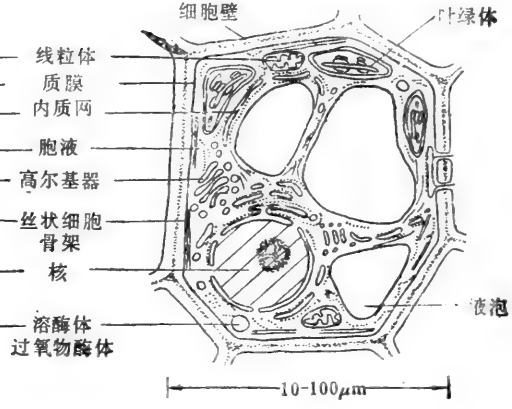 细胞壁
叶绿体
线粒体
质膜
内质网
胞液
高尔基器
丝状细胞
骨架
核
液泡
溶酶体
过氧物酶体
10-100μm